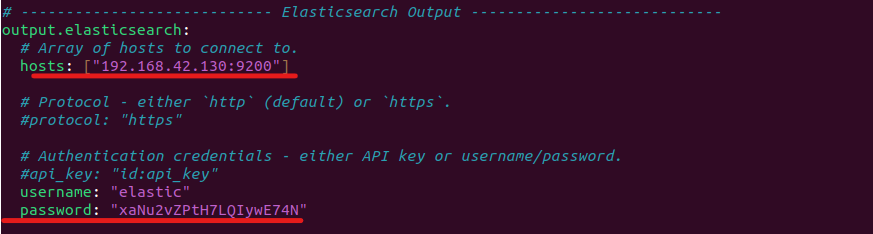 # ---------------------------- Elasticsearch Output ----------------------------
output.elasticsearch:
# Array of hosts to connect to.
hosts: ["192.168.42.130:9200"]
# Protocol - either `http` (default) or `https`.
#protocol: "https"
# Authentication credentials - either API key or username/password.
#api_key: "id:api_key"
username: "elastic"
password: "xaNu2vZPtH7LQIywE74N"